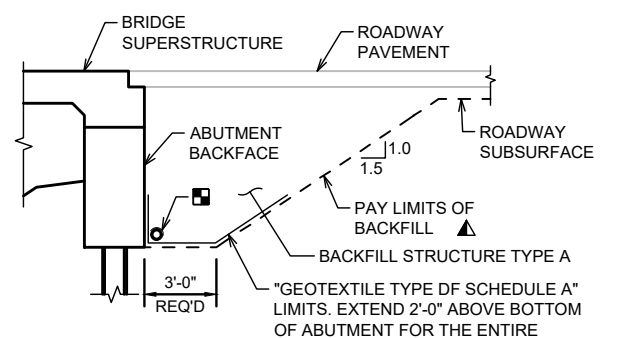 BRIDGE
SUPERSTRUCTURE
ROADWAY
PAVEMENT
ABUTMENT
BACKFACE
ROADWAY
SUBSURFACE
1.0
1.5
PAY LIMITS OF
BACKFILL
BACKFILL STRUCTURE TYPE A
3'-0"
REQ'D
"GEOTEXTILE TYPE DF SCHEDULE A"
LIMITS. EXTEND 2'-0" ABOVE BOTTOM
OF ABUTMENT FOR THE ENTIRE